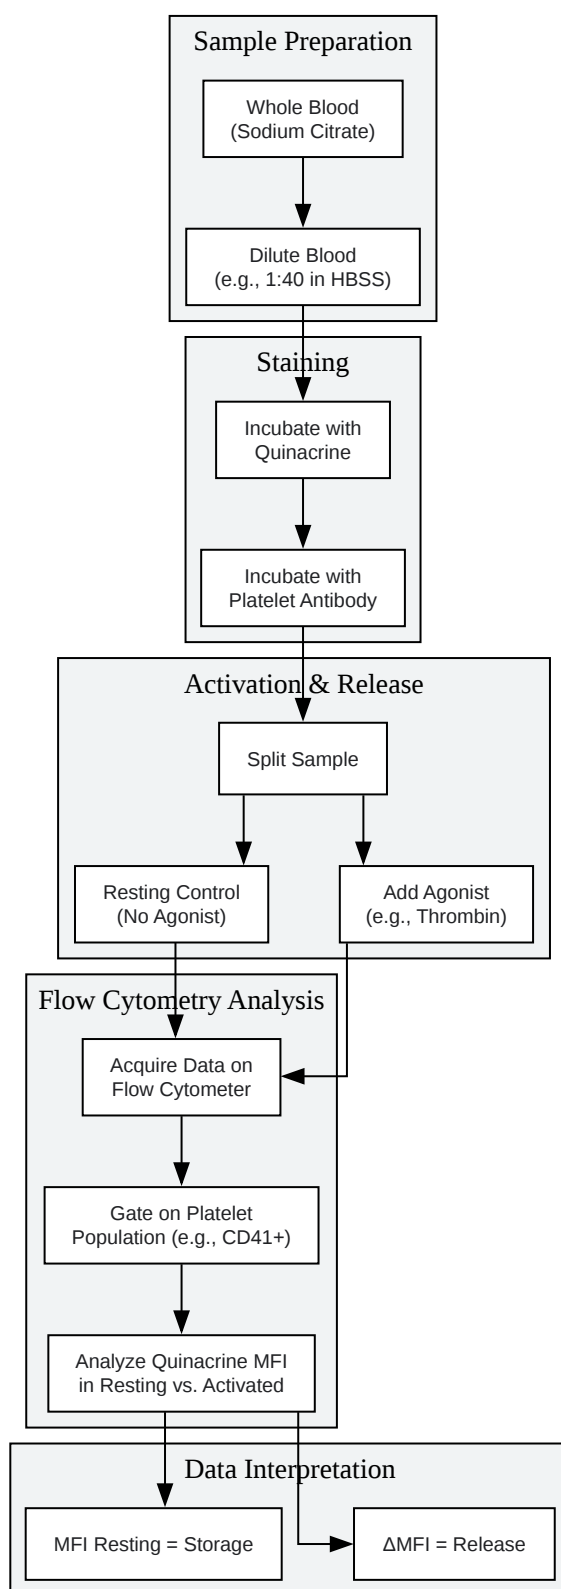 Sample Preparation
Whole Blood
(Sodium Citrate)
Dilute Blood
(e.g., 1:40 in HBSS)
Staining
Incubate with
Quinacrine
Incubate with
Platelet Antibody
Activation & Release
Split Sample
Resting Control
(No Agonist)
Add Agonist
(e.g., Thrombin)
Flow Cytometry Analysis
Acquire Data on
Flow Cytometer
Gate on Platelet
Population (e.g., CD41+)
Analyze Quinacrine MFI
in Resting vs. Activated
Data Interpretation
MFI Resting = Storage
ΔMFI = Release